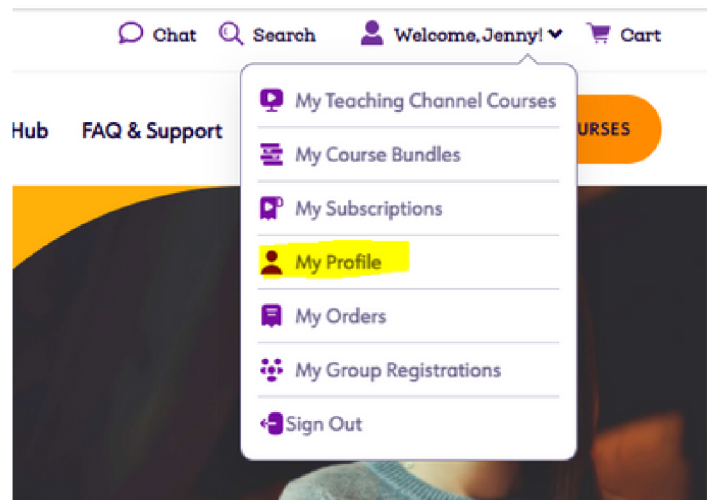 Chat Search Welcome, Jenny! Cart
My Teaching Channel Courses
Hub FAQ & Support URSES
My Course Bundles
My Subscriptions
My Profile
My Orders
My Group Registrations
Sign Out